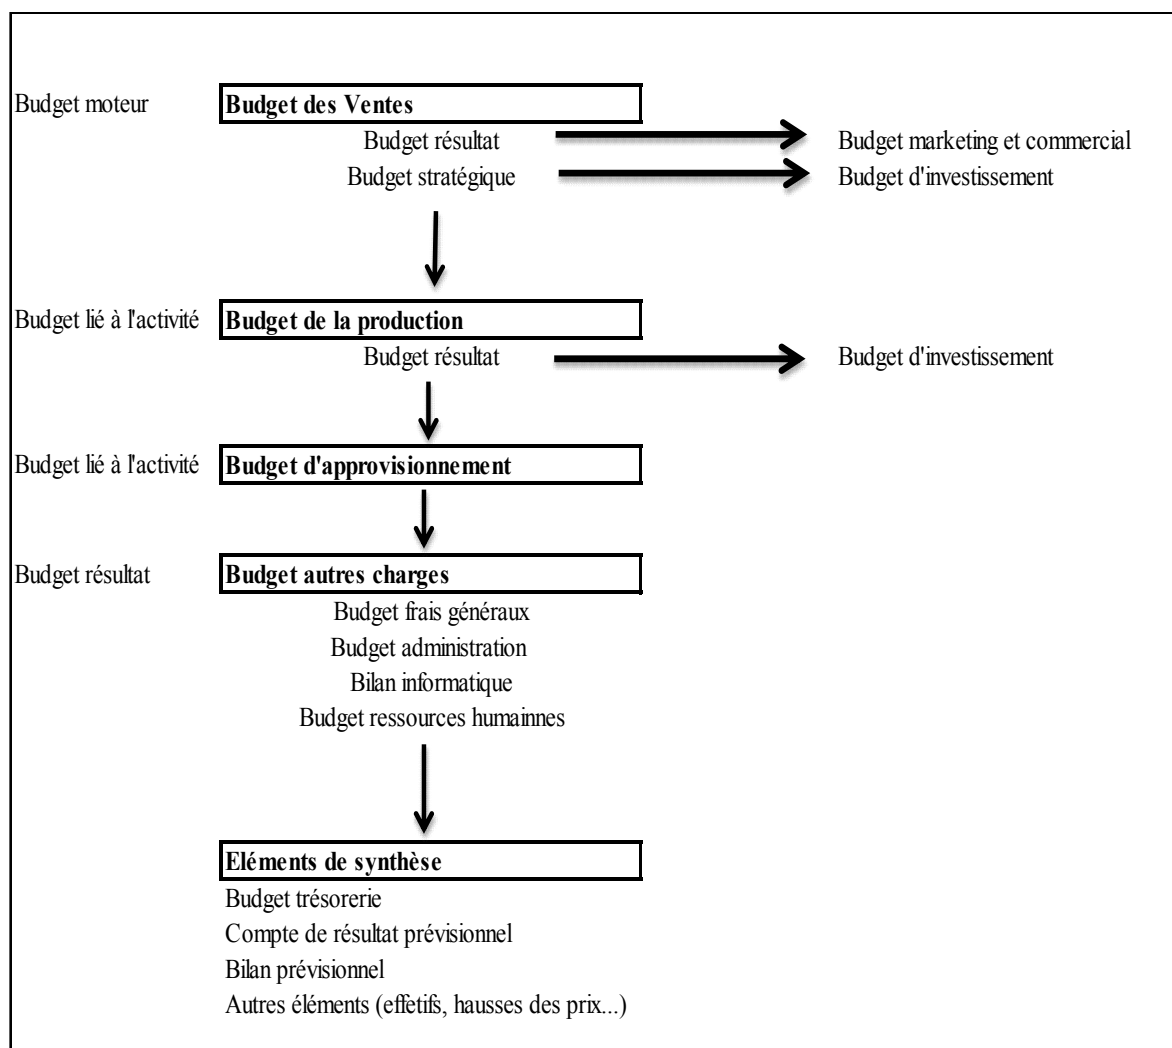 Budget moteur Budget des Ventes
Budget résultat Budget marketing et commercial
Budget stratégique Budget d'investissement
Budget lié à l'activité Budget de la production
Budget résultat Budget d'investissement
Budget lié à l'activité Budget d'approvisionnement
Budget résultat Budget autres charges
Budget frais généraux
Budget administration
Bilan informatique
Budget ressources humainnes
Eléments de synthèse
Budget trésorerie
Compte de résultat prévisionnel
Bilan prévisionnel
Autres éléments (effétifs, hausses des prix...)